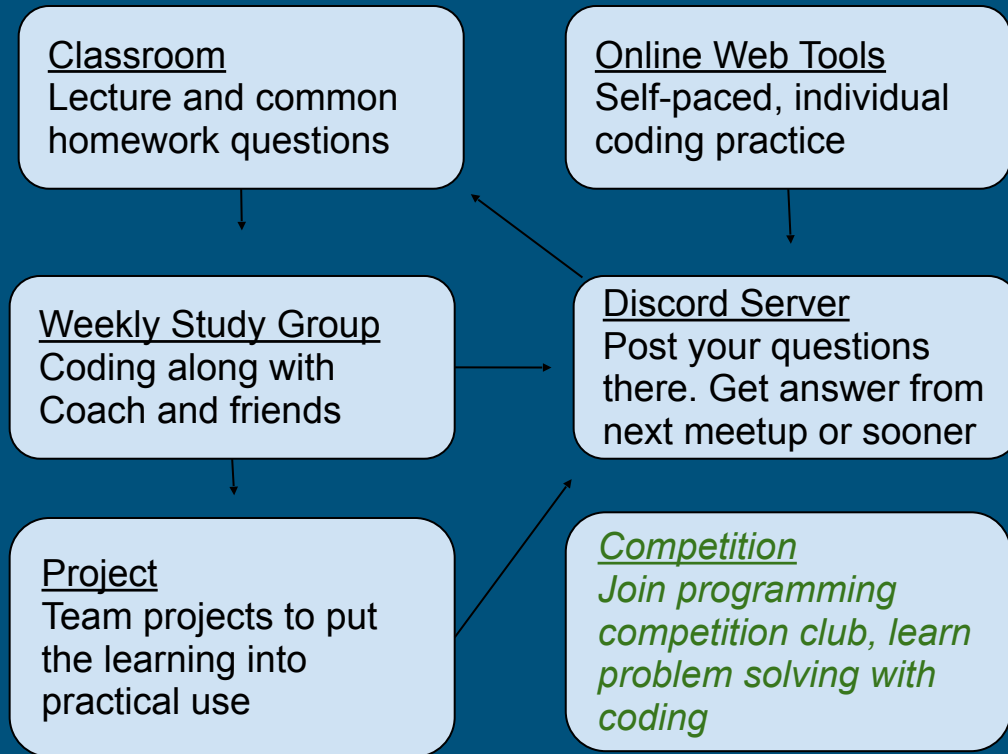 Classroom
Lecture and common
homework questions
Online Web Tools
Self-paced, individual
coding practice
Weekly Study Group
Coding along with
Coach and friends
Discord Server
Post your questions
there. Get answer from
next meetup or sooner
Project
Team projects to put
the learning into
practical use
Competition
Join programming
competition club, learn
problem solving with
coding